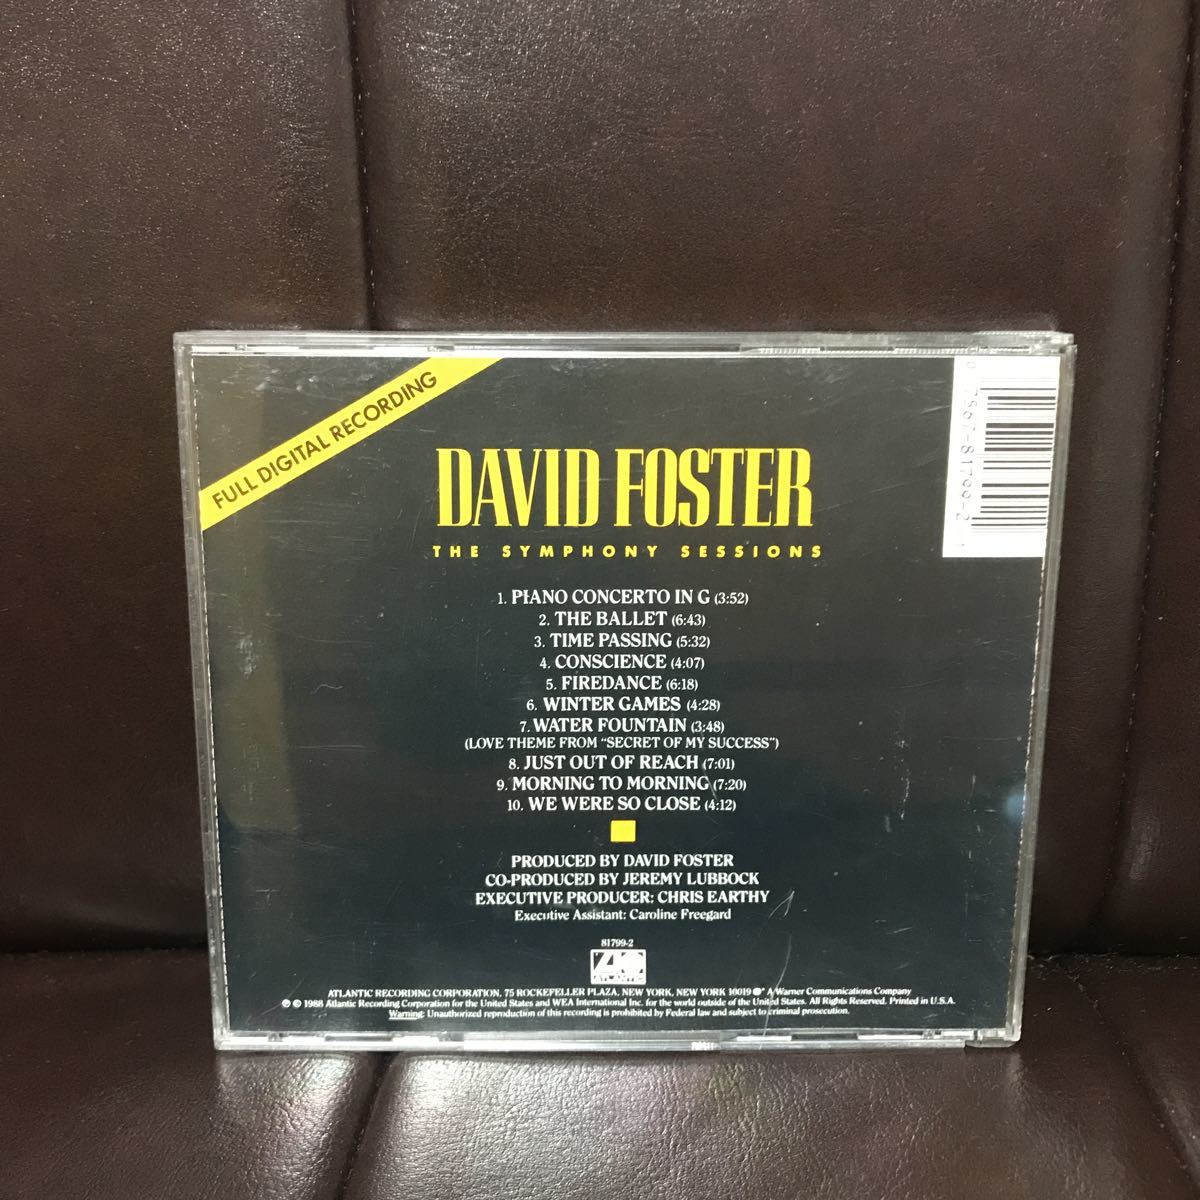 FULL DIGITAL RECORDING
DAVID FOSTER
THE SYMPHONY SESSIONS
1. PIANO CONCERTO IN G (3:52)
2. THE BALLET (6:43)
3. TIME PASSING (5:32)
4. CONSCIENCE (4:07)
5. FIREDANCE (6:18)
6. WINTER GAMES (4:28)
7. WATER FOUNTAIN (3:48)
(LOVE THEME FROM "SECRET OF MY SUCCESS")
8. JUST OUT OF REACH (7:01)
9. MORNING TO MORNING (7:20)
10. WE WERE SO CLOSE (4:12)
PRODUCED BY DAVID FOSTER
CO-PRODUCED BY JEREMY LUBBOCK
EXECUTIVE PRODUCER: CHRIS EARTHY
Executive Assistant: Caroline Freegard
81799-2
ATLANTIC
ATLANTIC RECORDING CORPORATION, 75 ROCKEFELLER PLAZA, NEW YORK, NEW YORK 10019 A Warner Communications Company
℗ © 1988 Atlantic Recording Corporation for the United States and WEA International Inc. for the world outside of the United States. All Rights Reserved. Printed in U.S.A.
Warning: Unauthorized reproduction of this recording is prohibited by Federal law and subject to criminal prosecution.
0 7567-81799-2